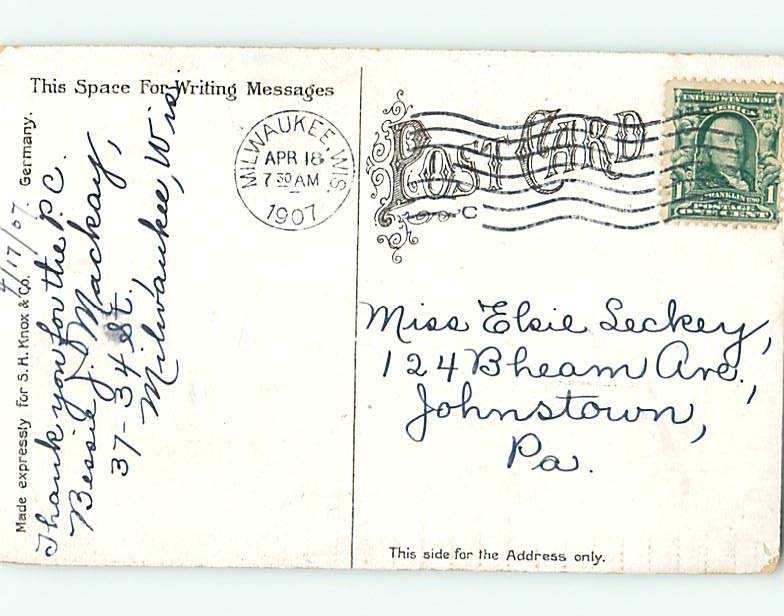 This Space For Writing Messages
4/17/07.
Thank you for the P.C.
Bessie J. Mackay,
37-34 St.,
Milwaukee, Wis.
Made expressly for S. H. Knox & Co. Germany.
MILWAUKEE, WIS.
APR 18
7 30 AM
1907
POST CARD
C
UNITED STATES OF
AMERICA
1
FRANKLIN
POSTAGE
ONE CENT
1
Miss Elsie Leckey,
124 Bheam Ave.,
Johnstown,
Pa.
This side for the Address only.